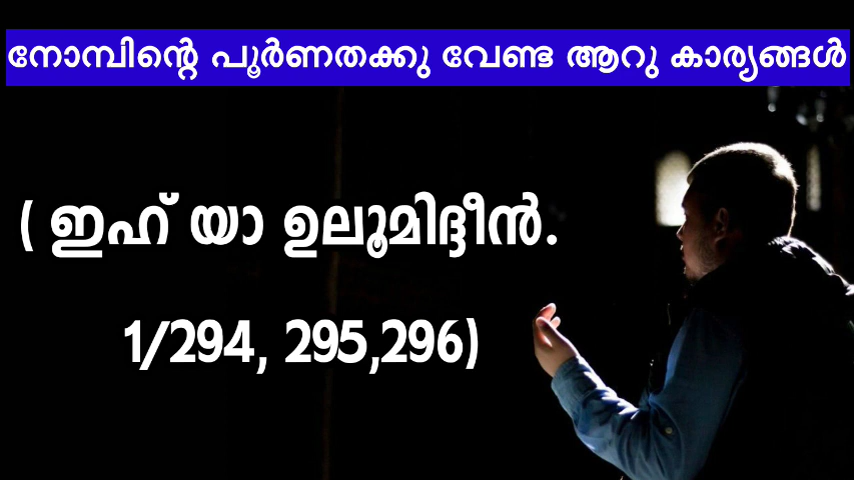 നോമ്പിന്റെ പൂർണതക്കു വേണ്ട ആറു കാര്യങ്ങൾ
( ഇഹ് യാ ഉലൂമിദ്ദീൻ.
1/294, 295,296)